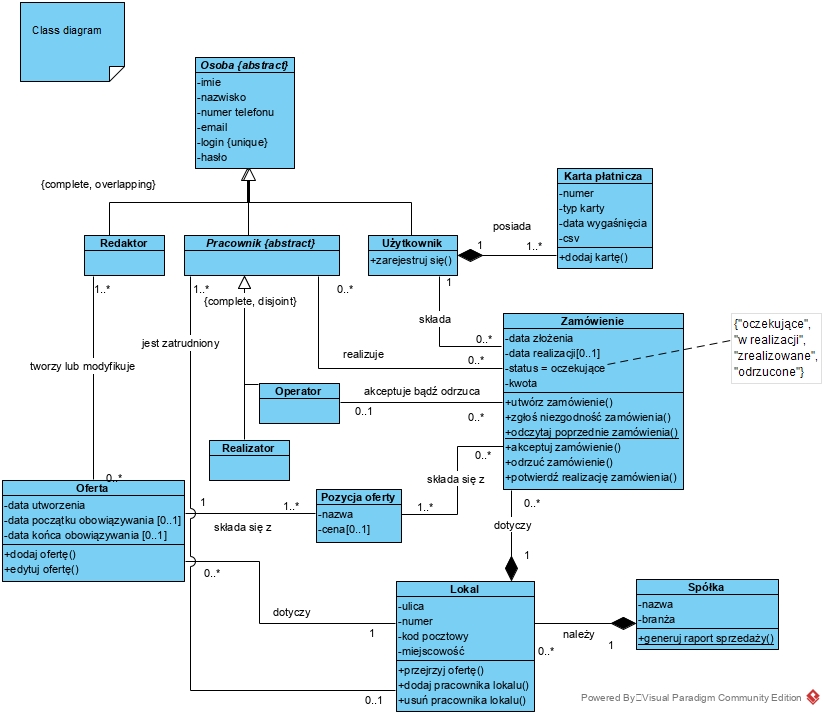 Class diagram
Osoba {abstract}
-imie
-nazwisko
-numer telefonu
-email
-login {unique}
-hasło
{complete, overlapping}
Karta płatnicza
-numer
-typ karty
-data wygaśnięcia
-csv
+dodaj kartę()
posiada
1
1..*
Redaktor
Pracownik {abstract}
Użytkownik
+zarejestruj się()
1..*
1..*
{complete, disjoint}
0..*
1
składa
0..*
jest zatrudniony
realizuje
0..*
tworzy lub modyfikuje
Zamówienie
-data złożenia
-data realizacji[0..1]
-status = oczekujące
-kwota
+utwórz zamówienie()
+zgłoś niezgodność zamówienia()
+odczytaj poprzednie zamówienia()
+akceptuj zamówienie()
+odrzuć zamówienie()
+potwierdź realizację zamówienia()
{"oczekujące",
"w realizacji",
"zrealizowane",
"odrzucone"}
Operator
akceptuje bądź odrzuca
0..1
0..*
Realizator
0..*
składa się z
1..*
0..*
Oferta
-data utworzenia
-data początku obowiązywania [0..1]
-data końca obowiązywania [0..1]
+dodaj ofertę()
+edytuj ofertę()
1
1..*
składa się z
Pozycja oferty
-nazwa
-cena[0..1]
0..*
dotyczy
1
0..*
dotyczy
1
Lokal
-ulica
-numer
-kod pocztowy
-miejscowość
+przejrzyj ofertę()
+dodaj pracownika lokalu()
+usuń pracownika lokalu()
0..1
należy
0..*
1
Spółka
-nazwa
-branża
+generuj raport sprzedaży()
Powered By Visual Paradigm Community Edition